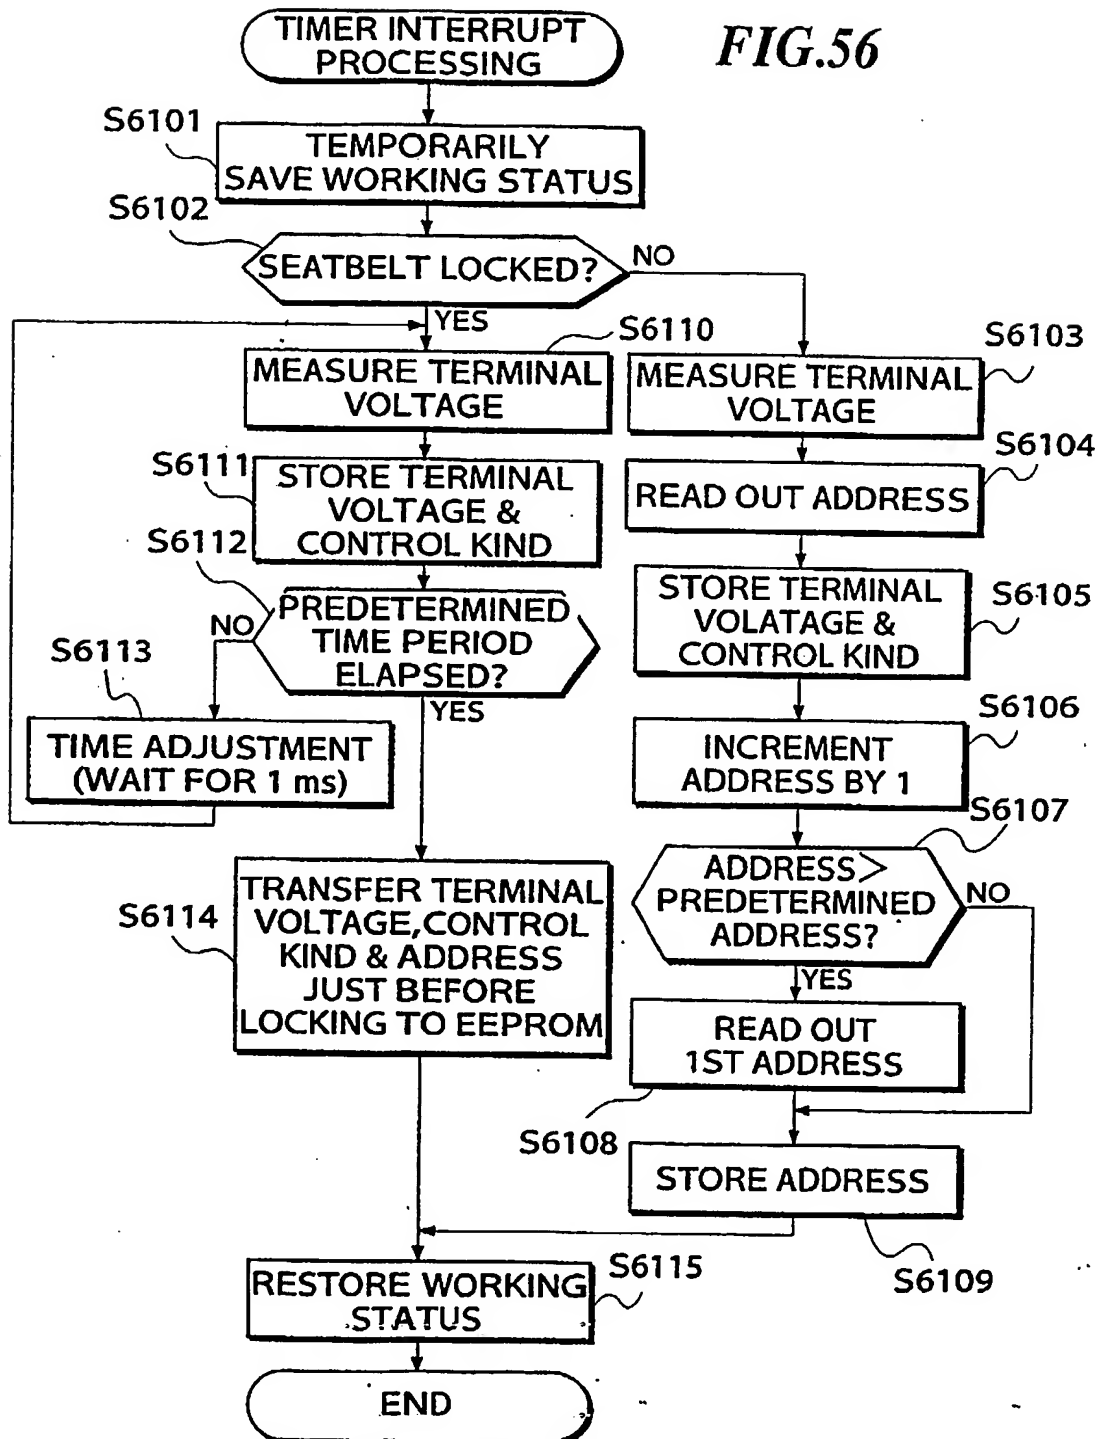 TIMER INTERRUPT
PROCESSING
FIG.56
S6101
TEMPORARILY
SAVE WORKING STATUS
S6102
SEATBELT LOCKED?
NO
YES
S6110
MEASURE TERMINAL
VOLTAGE
S6103
MEASURE TERMINAL
VOLTAGE
S6111
STORE TERMINAL
VOLTAGE &
CONTROL KIND
S6104
READ OUT ADDRESS
S6112
PREDETERMINED
TIME PERIOD
ELAPSED?
NO
YES
S6105
STORE TERMINAL
VOLATAGE &
CONTROL KIND
S6113
TIME ADJUSTMENT
(WAIT FOR 1 ms)
S6106
INCREMENT
ADDRESS BY 1
S6107
ADDRESS>
PREDETERMINED
ADDRESS?
NO
YES
S6114
TRANSFER TERMINAL
VOLTAGE,CONTROL
KIND & ADDRESS
JUST BEFORE
LOCKING TO EEPROM
READ OUT
1ST ADDRESS
S6108
STORE ADDRESS
S6109
RESTORE WORKING
STATUS
S6115
END